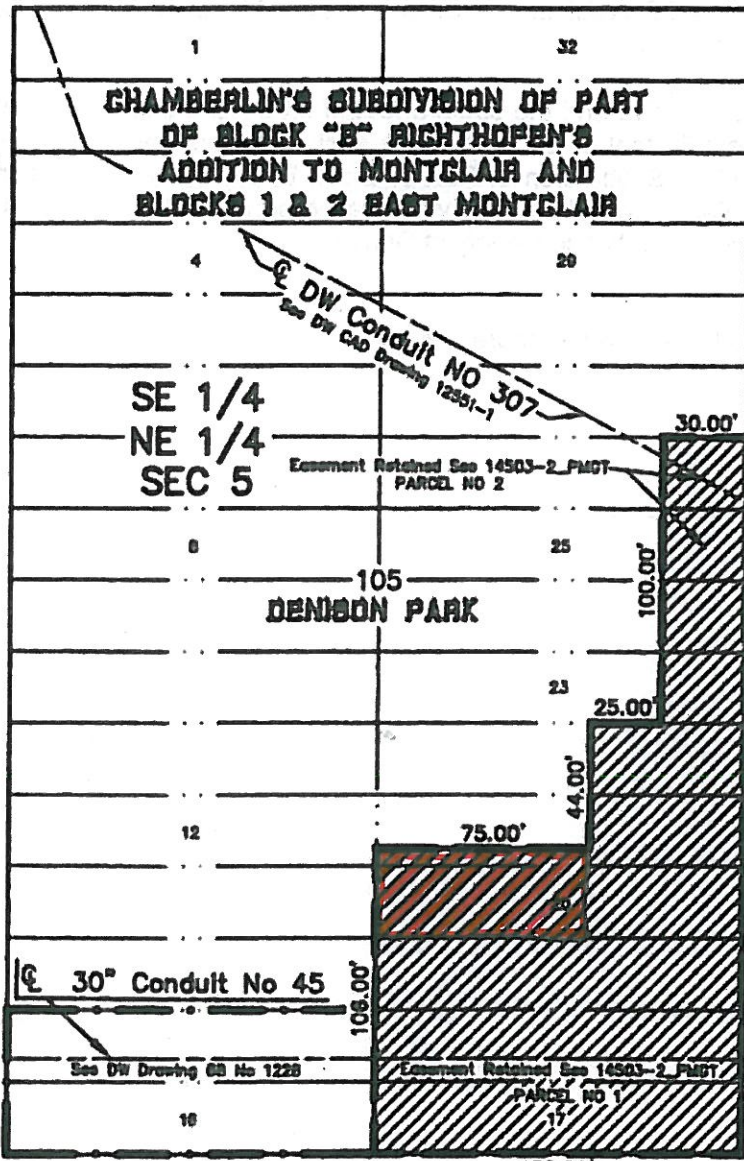 1
32
CHAMBERLIN'S SUBDIVISION OF PART
OF BLOCK "B" RIGHTHOFEN'S
ADDITION TO MONTCLAIR AND
BLOCKS 1 & 2 EAST MONTCLAIR
4
29
℄ DW Conduit NO 307
See DW CAD Drawing 12551-1
SE 1/4
NE 1/4
SEC 5
30.00'
Easement Retained See 14503-2_PMDT
PARCEL NO 2
8
25
100.00'
105
DENISON PARK
23
25.00'
44.00'
12
75.00'
20
℄ 30" Conduit No 45
108.00'
See DW Drawing GB No 1228
Easement Retained See 14503-2_PMDT
PARCEL NO 1
16
17